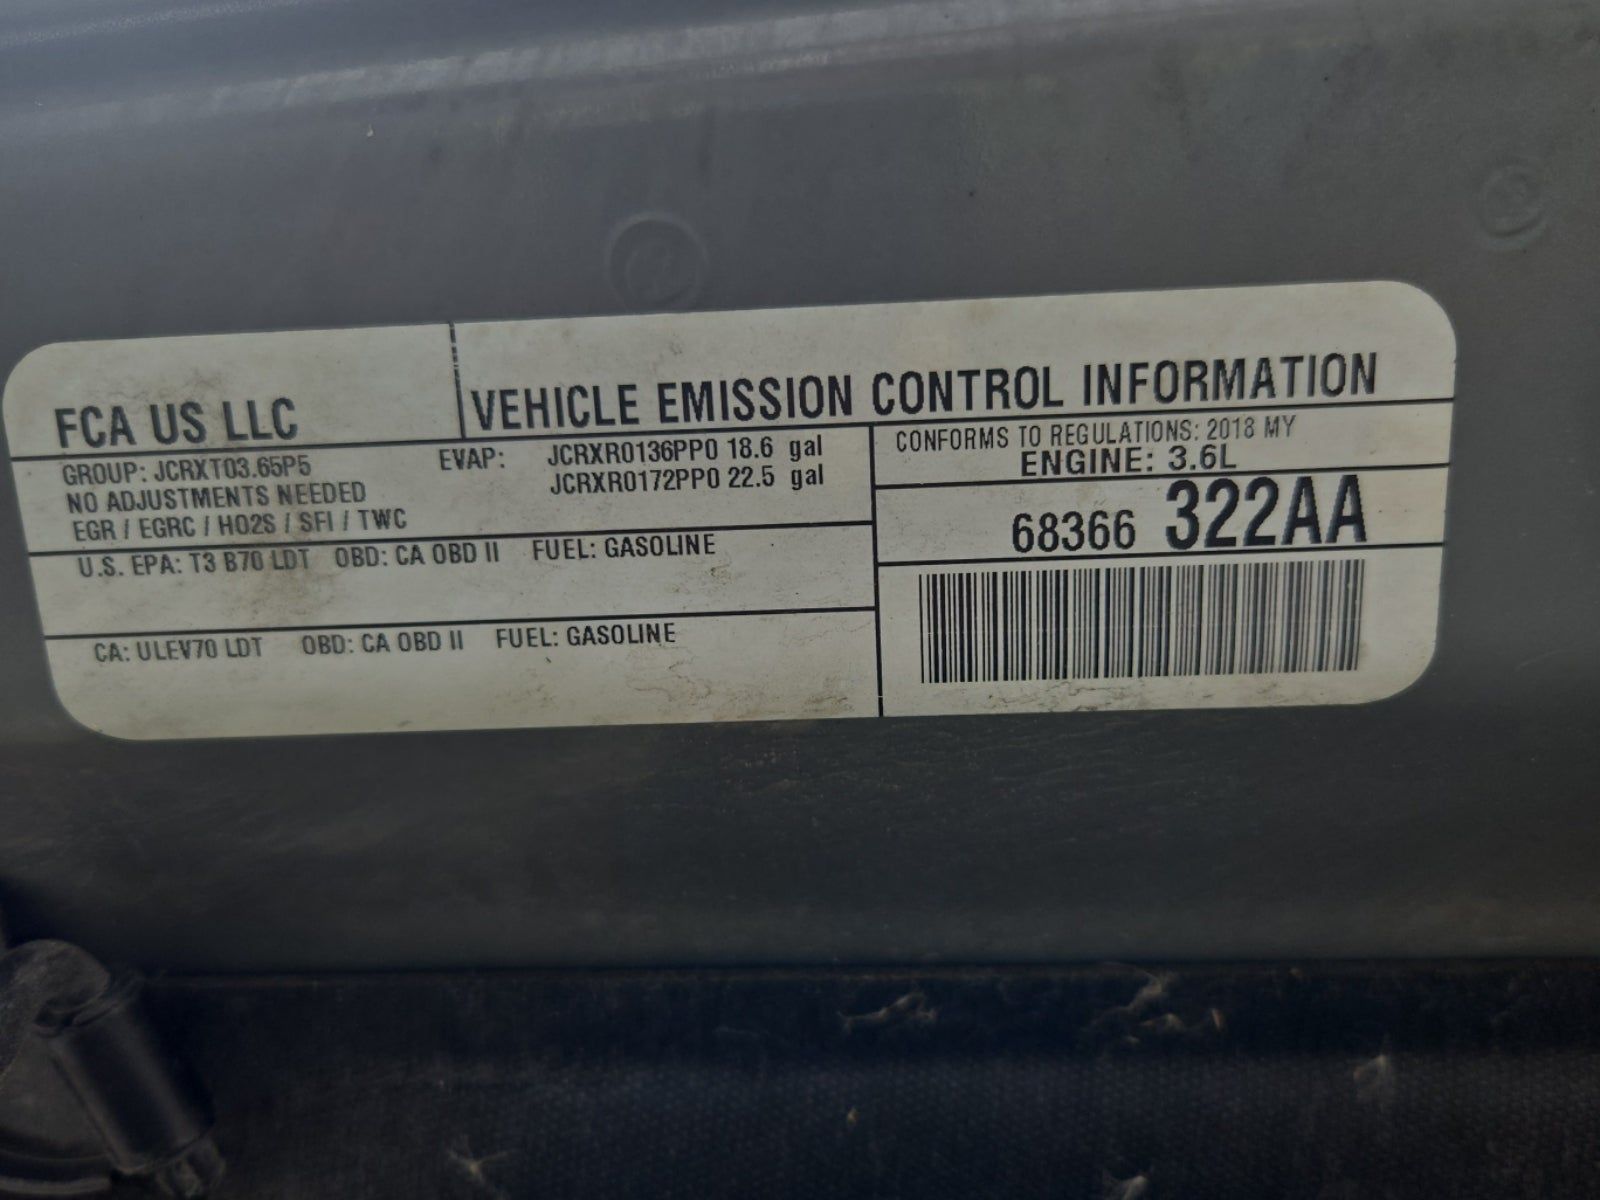 FCA US LLC
VEHICLE EMISSION CONTROL INFORMATION
GROUP: JCRXT03.65P5
NO ADJUSTMENTS NEEDED
EGR / EGRC / HO2S / SFI / TWC
EVAP: JCRXR0136PP0 18.6 gal
JCRXR0172PP0 22.5 gal
CONFORMS TO REGULATIONS: 2018 MY
ENGINE: 3.6L
68366 322AA
U.S. EPA: T3 B70 LDT OBD: CA OBD II FUEL: GASOLINE
CA: ULEV70 LDT OBD: CA OBD II FUEL: GASOLINE